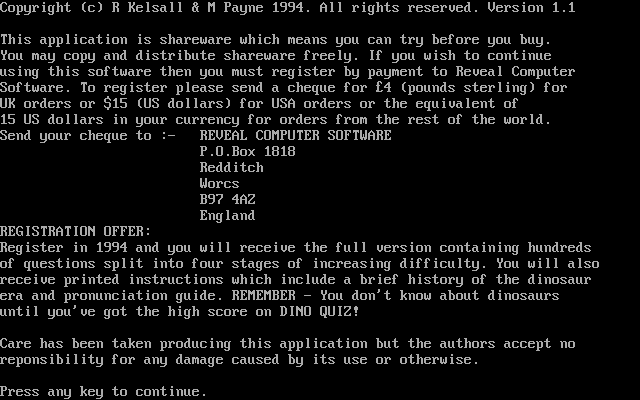 Copyright (c) R Kelsall & M Payne 1994. All rights reserved. Version 1.1
This application is shareware which means you can try before you buy.
You may copy and distribute shareware freely. If you wish to continue
using this software then you must register by payment to Reveal Computer
Software. To register please send a cheque for £4 (pounds sterling) for
UK orders or $15 (US dollars) for USA orders or the equivalent of
15 US dollars in your currency for orders from the rest of the world.
Send your cheque to :-   REVEAL COMPUTER SOFTWARE
P.O.Box 1818
Redditch
Worcs
B97 4AZ
England
REGISTRATION OFFER:
Register in 1994 and you will receive the full version containing hundreds
of questions split into four stages of increasing difficulty. You will also
receive printed instructions which include a brief history of the dinosaur
era and pronunciation guide. REMEMBER - You don't know about dinosaurs
until you've got the high score on DINO QUIZ!
Care has been taken producing this application but the authors accept no
reponsibility for any damage caused by its use or otherwise.
Press any key to continue.